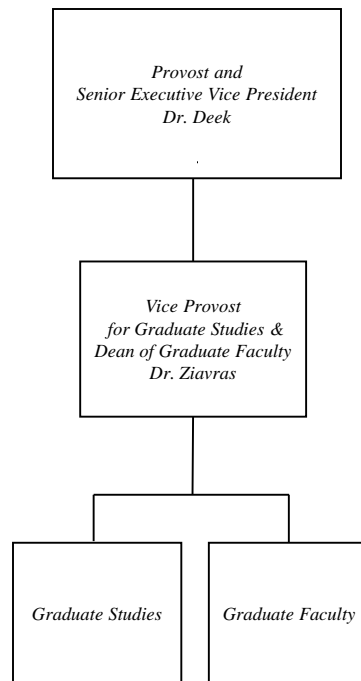 Provost and
Senior Executive Vice President
Dr. Deek
.
Vice Provost
for Graduate Studies &
Dean of Graduate Faculty
Dr. Ziavras
Graduate Studies
Graduate Faculty